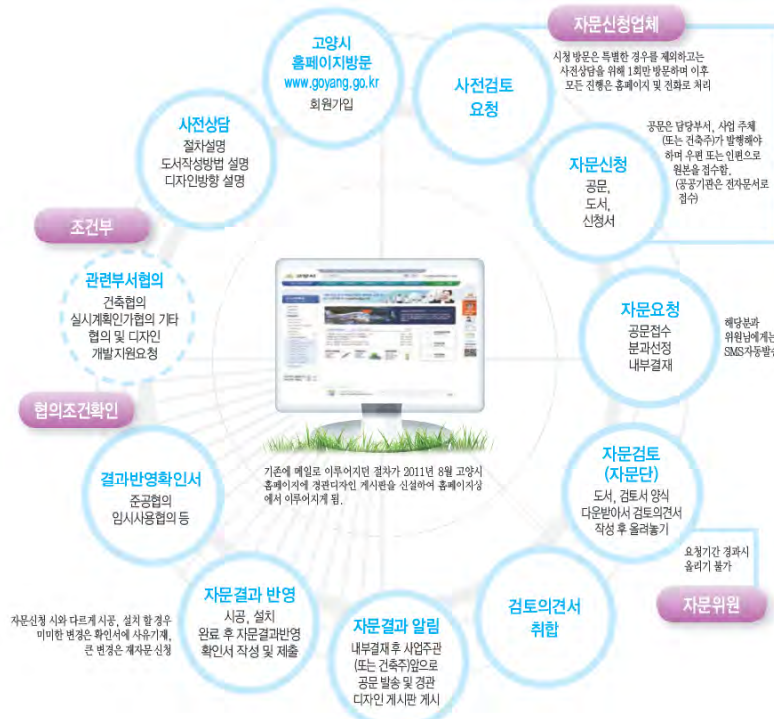 고양시
홈페이지방문
www.goyang.go.kr
회원가입
사전검토
요청
자문신청업체
시청 방문은 특별한 경우를 제외하고는
사전상담을 위해 1회만 방문하며 이후
모든 진행은 홈페이지 및 전화로 처리
자문신청
공문,
도서,
신청서
공문은 담당부서, 사업 주체
(또는 건축주)가 발행해야
하며 우편 또는 인편으로
원본을 접수함.
(공공기관은 전자문서로
접수)
자문요청
공문접수
분과선정
내부결재
해당분과
위원님에게는
SMS자동발송
자문검토
(자문단)
도서, 검토서 양식
다운받아서 검토의견서
작성 후 올려놓기
요청기간 경과시
올리기 불가
자문위원
검토의견서
취합
자문결과 알림
내부결재 후 사업주관
(또는 건축주)앞으로
공문 발송 및 경관
디자인 게시판 게시
자문결과 반영
시공, 설치
완료 후 자문결과반영
확인서 작성 및 제출
자문신청 시와 다르게 시공, 설치 할 경우
미미한 변경은 확인서에 사유기재,
큰 변경은 재자문 신청
결과반영확인서
준공협의
임시사용협의 등
협의조건확인
관련부서협의
건축협의
실시계획인가협의 기타
협의 및 디자인
개발지원요청
조건부
사전상담
절차설명
도서작성방법 설명
디자인방향 설명
고양시
기존에 메일로 이루어지던 절차가 2011년 8월 고양시
홈페이지에 경관디자인 게시판을 신설하여 홈페이지상
에서 이루어지게 됨.